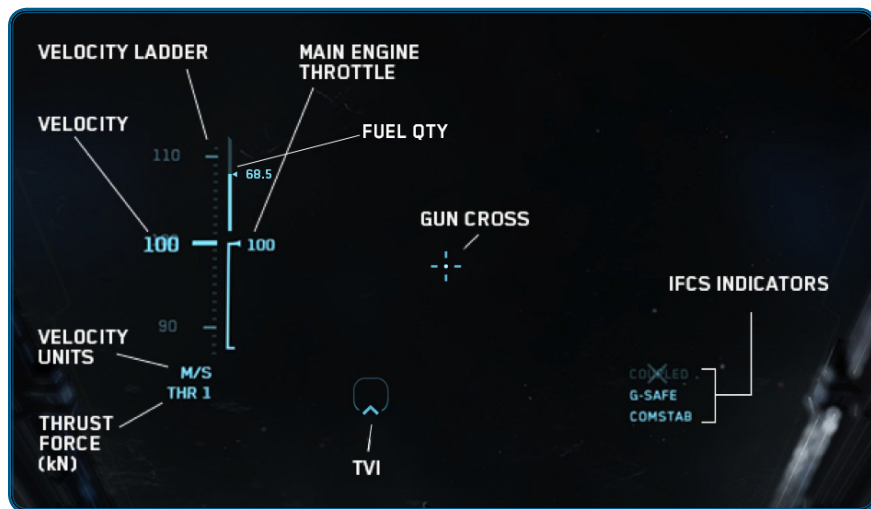 VELOCITY LADDER
MAIN ENGINE
THROTTLE
VELOCITY
FUEL QTY
110
68.5
GUN CROSS
100
100
IFCS INDICATORS
90
VELOCITY
UNITS
M/S
THR 1
COUPLED
G-SAFE
COMSTAB
THRUST
FORCE
(kN)
TVI